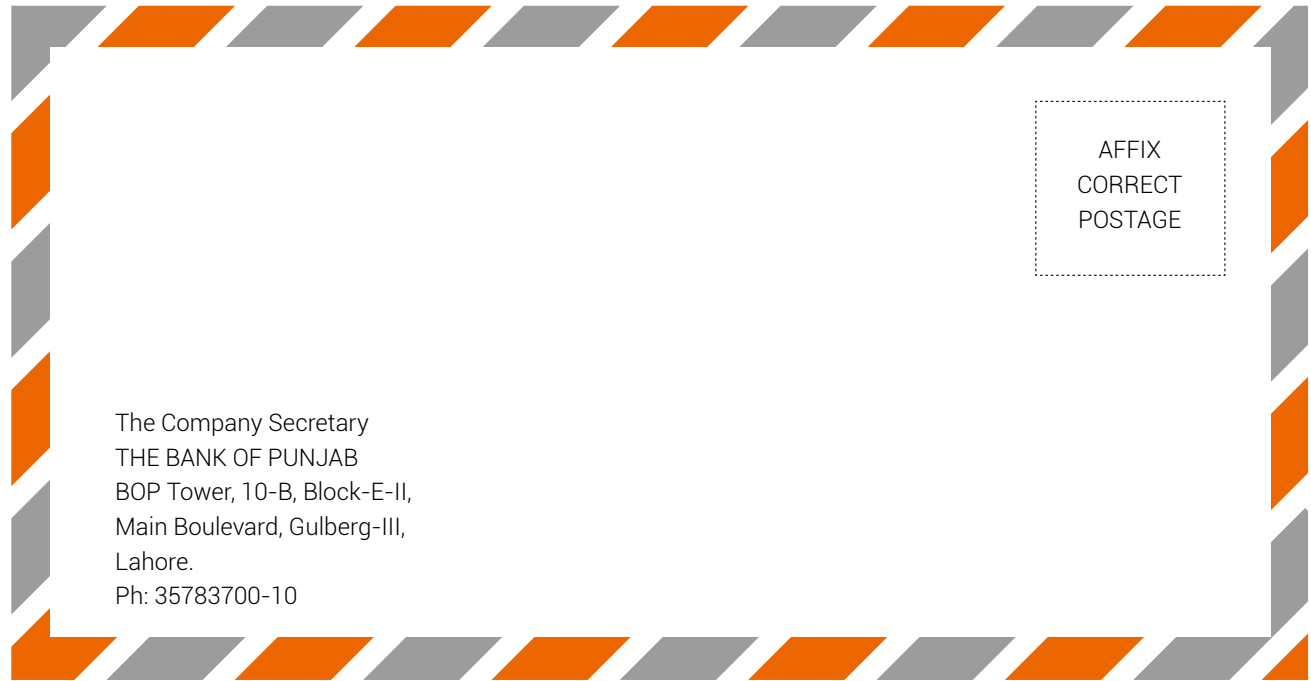 AFFIX
CORRECT
POSTAGE
The Company Secretary
THE BANK OF PUNJAB
BOP Tower, 10-B, Block-E-II,
Main Boulevard, Gulberg-III,
Lahore.
Ph: 35783700-10